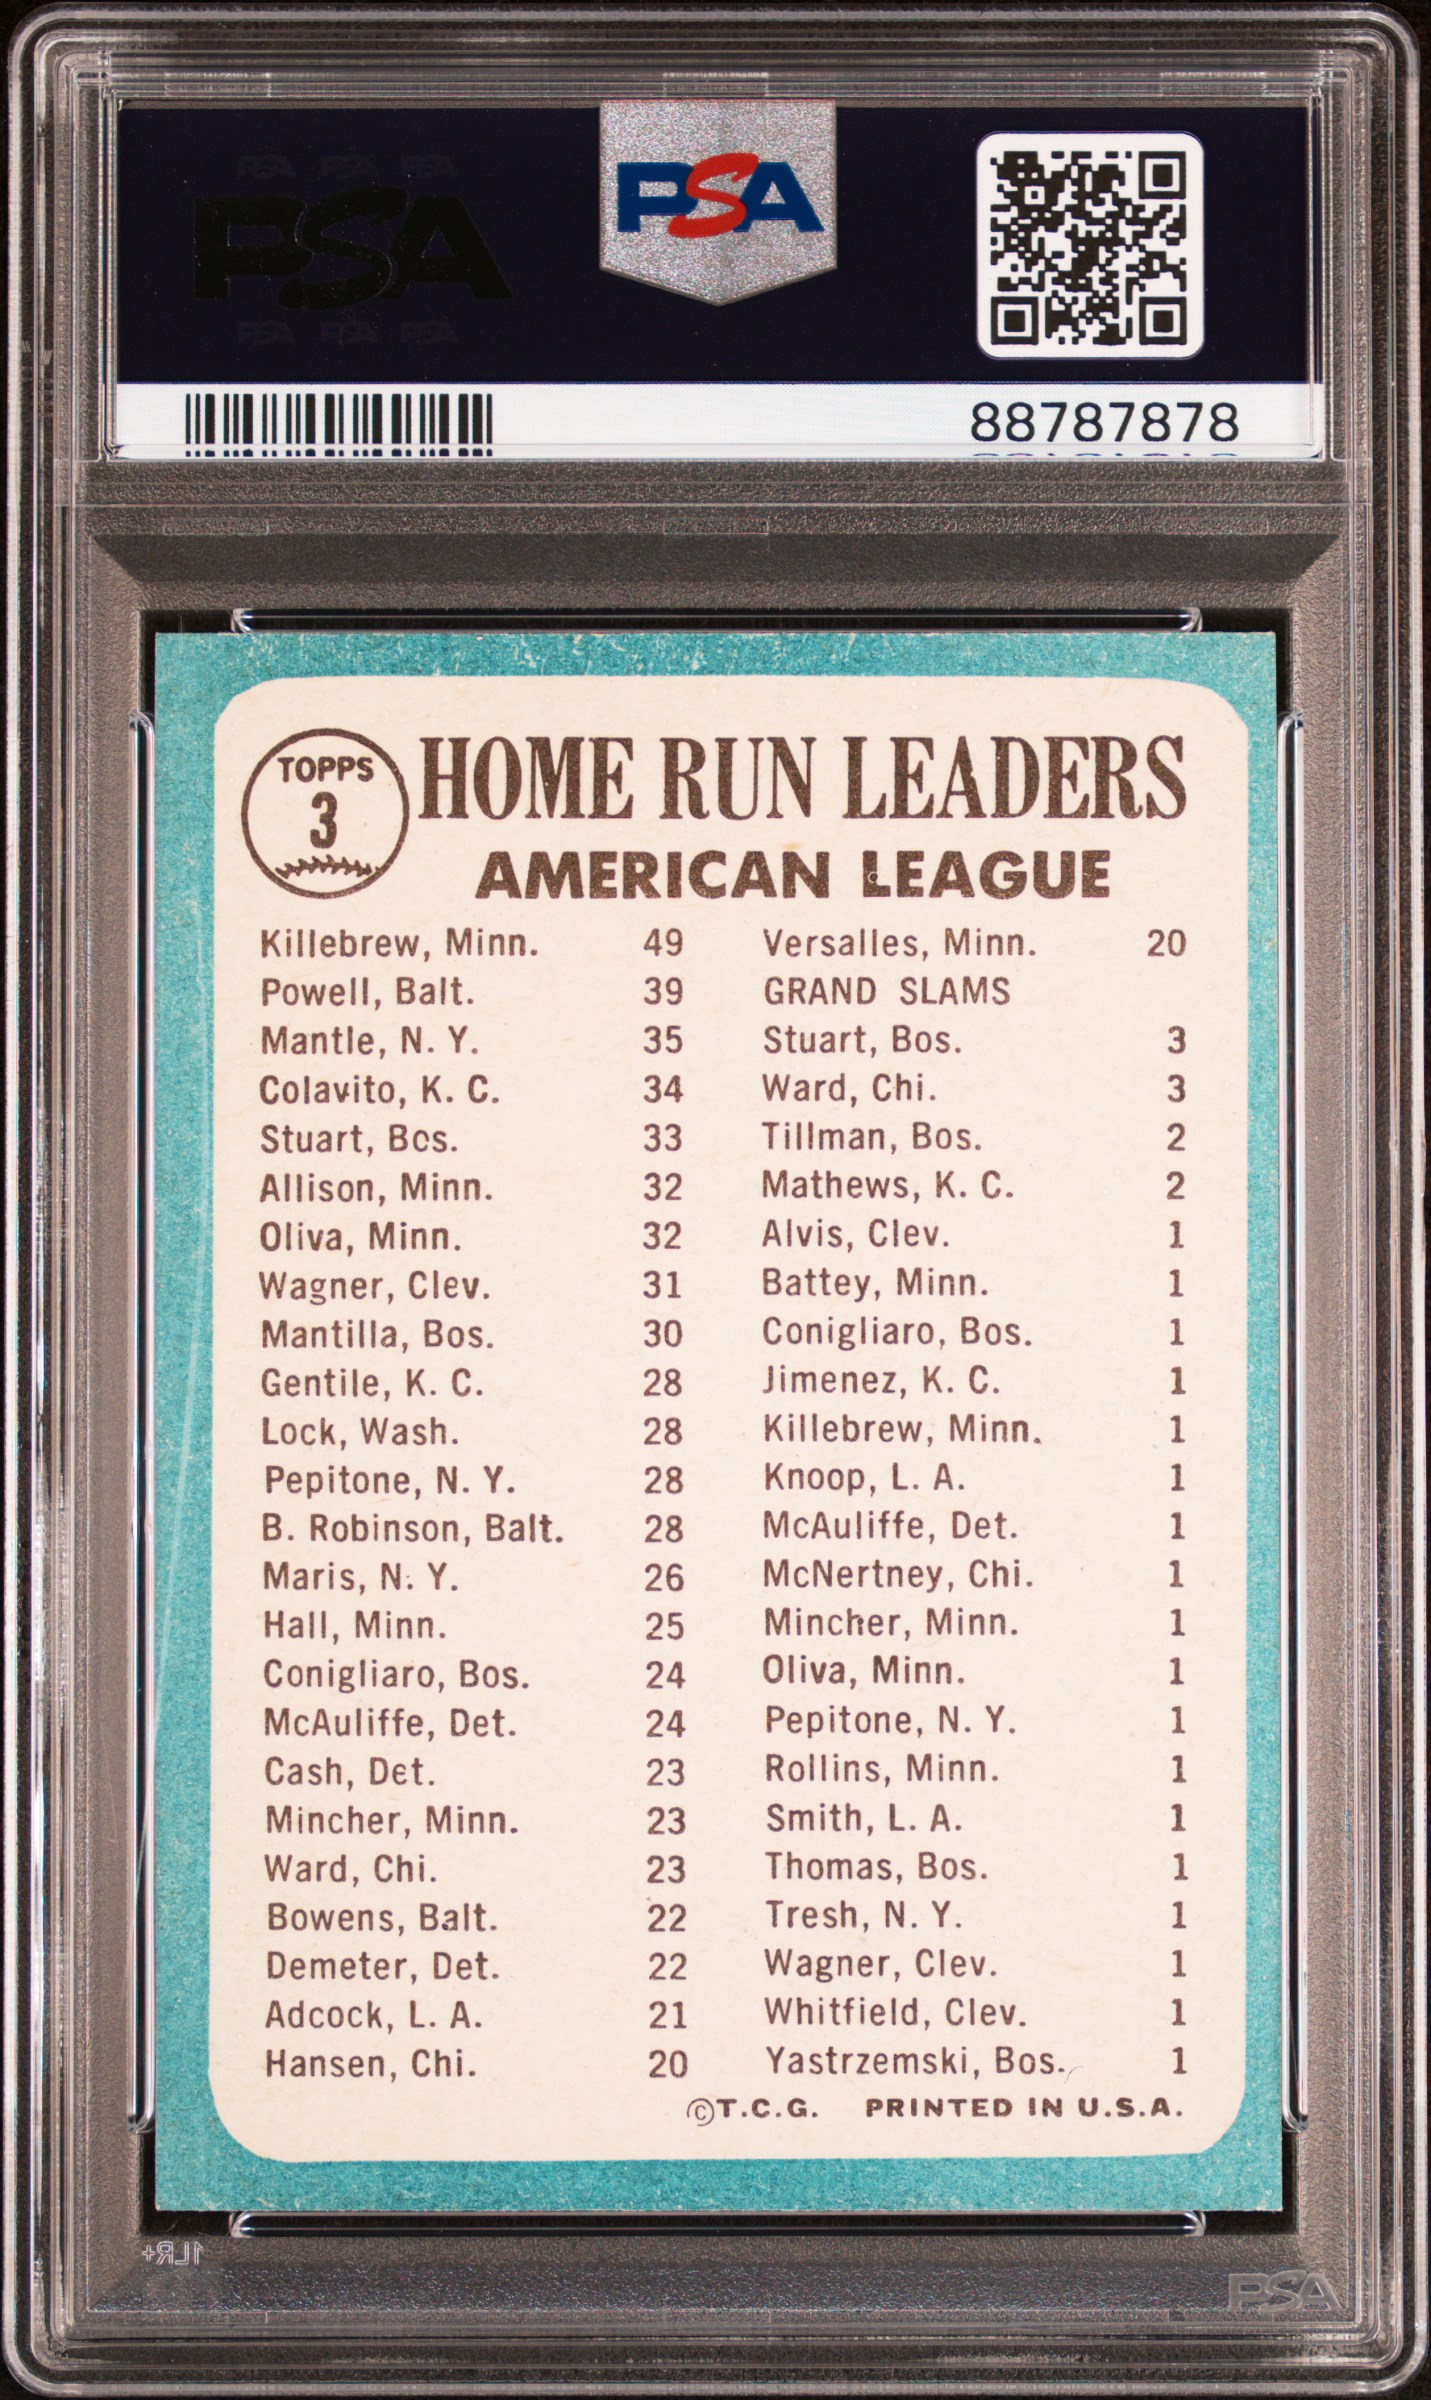 PSA PSA PSA
PSA
PSA PSA PSA
PSA
88787878
TOPPS
3
HOME RUN LEADERS
AMERICAN LEAGUE
Killebrew, Minn. 49
Powell, Balt. 39
Mantle, N. Y. 35
Colavito, K. C. 34
Stuart, Bos. 33
Allison, Minn. 32
Oliva, Minn. 32
Wagner, Clev. 31
Mantilla, Bos. 30
Gentile, K. C. 28
Lock, Wash. 28
Pepitone, N. Y. 28
B. Robinson, Balt. 28
Maris, N. Y. 26
Hall, Minn. 25
Conigliaro, Bos. 24
McAuliffe, Det. 24
Cash, Det. 23
Mincher, Minn. 23
Ward, Chi. 23
Bowens, Balt. 22
Demeter, Det. 22
Adcock, L. A. 21
Hansen, Chi. 20
Versalles, Minn. 20
GRAND SLAMS
Stuart, Bos. 3
Ward, Chi. 3
Tillman, Bos. 2
Mathews, K. C. 2
Alvis, Clev. 1
Battey, Minn. 1
Conigliaro, Bos. 1
Jimenez, K. C. 1
Killebrew, Minn. 1
Knoop, L. A. 1
McAuliffe, Det. 1
McNertney, Chi. 1
Mincher, Minn. 1
Oliva, Minn. 1
Pepitone, N. Y. 1
Rollins, Minn. 1
Smith, L. A. 1
Thomas, Bos. 1
Tresh, N. Y. 1
Wagner, Clev. 1
Whitfield, Clev. 1
Yastrzemski, Bos. 1
©T.C.G. PRINTED IN U.S.A.
1LR+
PSA